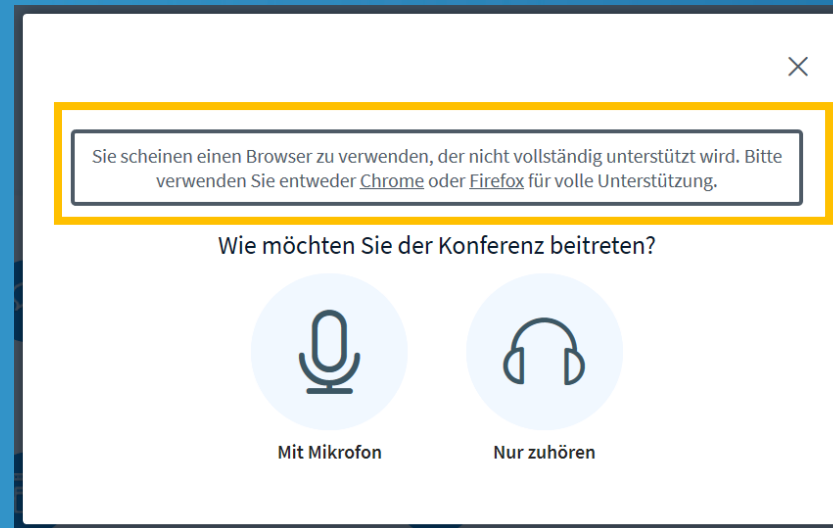 Sie scheinen einen Browser zu verwenden, der nicht vollständig unterstützt wird. Bitte
verwenden Sie entweder Chrome oder Firefox für volle Unterstützung.
Wie möchten Sie der Konferenz beitreten?
Mit Mikrofon
Nur zuhören